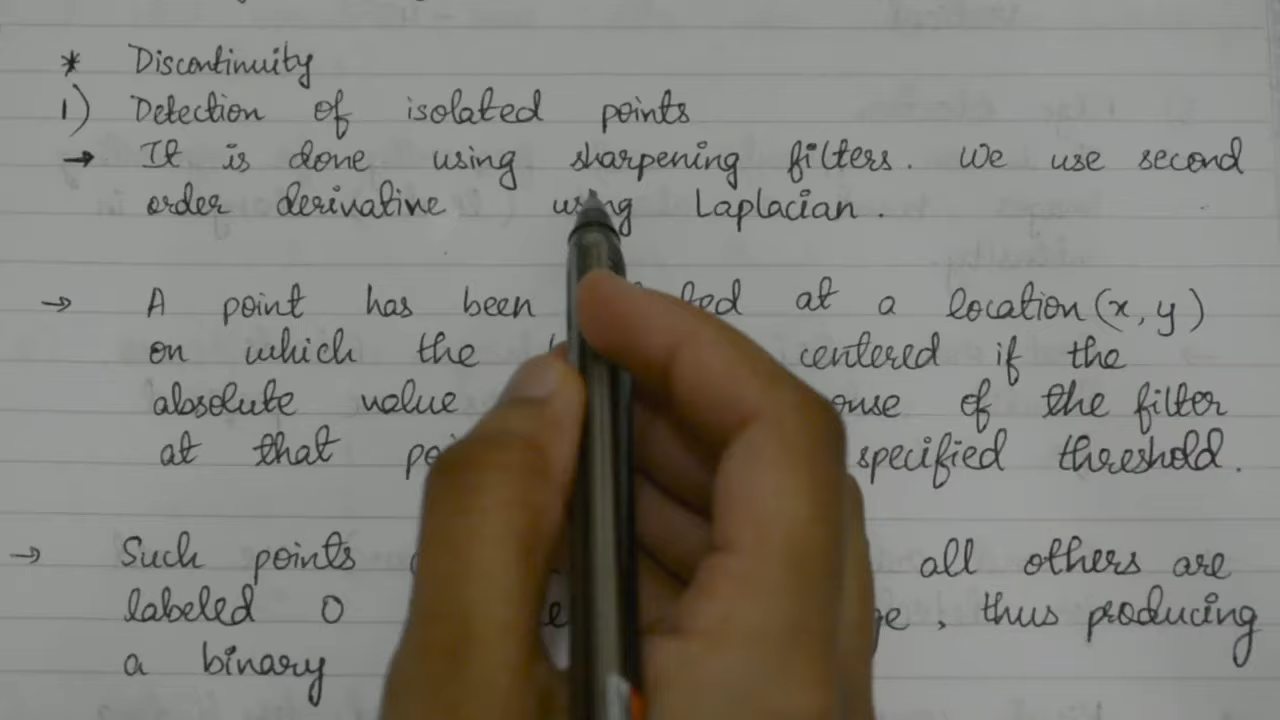 * Discontinuity
1) Detection of isolated points
→ It is done using sharpening filters. We use second
order derivative using Laplacian.
→ A point has been at a location (x, y)
on which the centered if the
absolute value of the filter
at that specified threshold.
→ Such points all others are
labeled 0 , thus producing
a binary